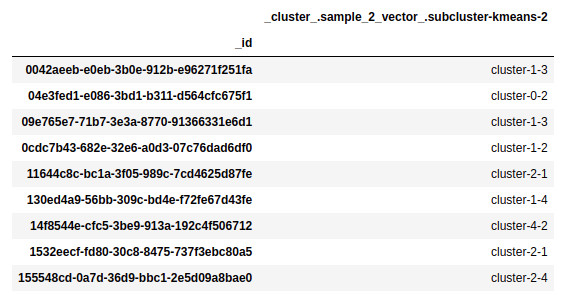 _cluster_.sample_2_vector_.subcluster-kmeans-2
_id
0042aeeb-e0eb-3b0e-912b-e96271f251fa cluster-1-3
04e3fed1-e086-3bd1-b311-d564cfc675f1 cluster-0-2
09e765e7-71b7-3e3a-8770-91366331e6d1 cluster-1-3
0cdc7b43-682e-32e6-a0d3-07c76dad6df0 cluster-1-2
11644c8c-bc1a-3f05-989c-7cd4625d87fe cluster-2-1
130ed4a9-56bb-309c-bd4e-f72fe67d43fe cluster-1-4
14f8544e-cfc5-3be9-913a-192c4f506712 cluster-4-2
1532eecf-fd80-30c8-8475-737f3ebc80a5 cluster-2-1
155548cd-0a7d-36d9-bbc1-2e5d09a8bae0 cluster-2-4